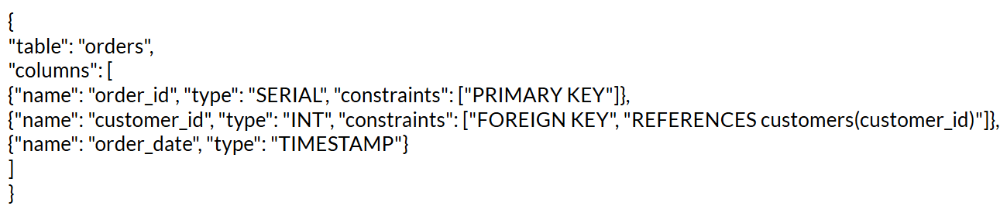 {
"table": "orders",
"columns": [
{"name": "order_id", "type": "SERIAL", "constraints": ["PRIMARY KEY"]},
{"name": "customer_id", "type": "INT", "constraints": ["FOREIGN KEY", "REFERENCES customers(customer_id)"]},
{"name": "order_date", "type": "TIMESTAMP"}
]
}